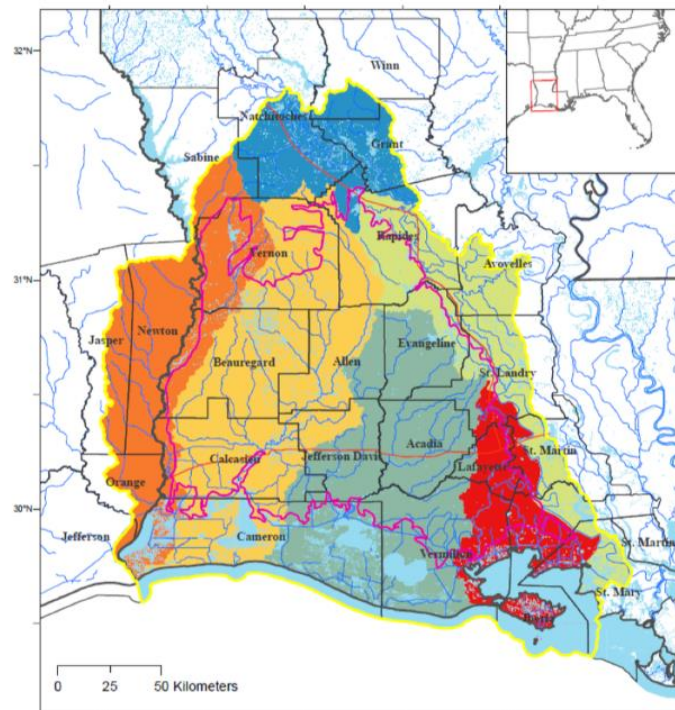 32°N
Winn
Natchitoches
Grant
Sabine
Vernon
Rapides
31°N
Avoyelles
Jasper
Newton
Beauregard
Allen
Evangeline
St. Landry
Calcasieu
Jefferson Davis
Acadia
St. Martin
Lafayette
Orange
30°N
Jefferson
Cameron
Vermilion
St. Martin
St. Mary
Iberia
0 25 50 Kilometers